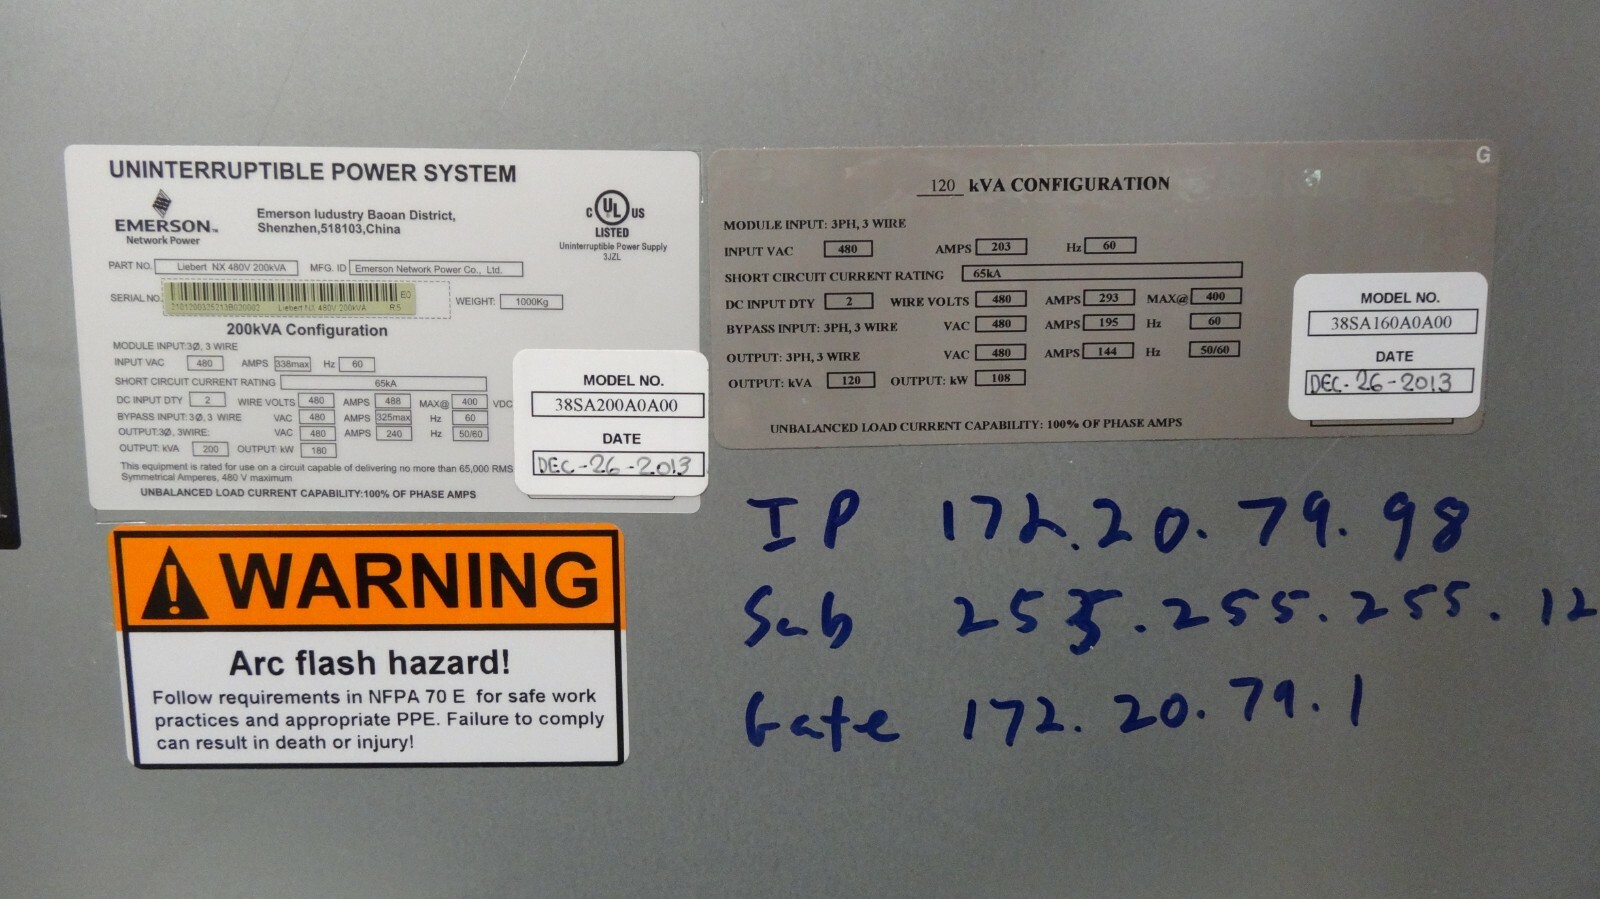 UNINTERRUPTIBLE POWER SYSTEM
EMERSON™
Network Power
Emerson Iudustry Baoan District,
Shenzhen,518103,China
C UL US
LISTED
Uninterruptible Power Supply
3JZL
PART NO. Liebert NX 480V 200kVA MFG. ID Emerson Network Power Co., Ltd.
SERIAL NO. E0
Liebert NX 480V 200kVA R5
WEIGHT: 1000Kg
200kVA Configuration
MODULE INPUT:3Ø, 3 WIRE
INPUT VAC 480 AMPS 338max Hz 60
SHORT CIRCUIT CURRENT RATING 65kA
DC INPUT DTY 2 WIRE VOLTS 480 AMPS 488 MAX@ 400 VDC
BYPASS INPUT: 3Ø, 3 WIRE VAC 480 AMPS 325max Hz 60
OUTPUT:3Ø, 3WIRE: VAC 480 AMPS 240 Hz 50/60
OUTPUT: kVA 200 OUTPUT: kW 180
This equipment is rated for use on a circuit capable of delivering no more than 65,000 RMS
Symmetrical Amperes, 480 V maximum
UNBALANCED LOAD CURRENT CAPABILITY:100% OF PHASE AMPS
MODEL NO.
38SA200A0A00
DATE
DEC-26-2013
G
120 kVA CONFIGURATION
MODULE INPUT: 3PH, 3 WIRE
INPUT VAC 480 AMPS 203 Hz 60
SHORT CIRCUIT CURRENT RATING 65kA
DC INPUT DTY 2 WIRE VOLTS 480 AMPS 293 MAX@ 400
BYPASS INPUT: 3PH, 3 WIRE VAC 480 AMPS 195 Hz 60
OUTPUT: 3PH, 3 WIRE VAC 480 AMPS 144 Hz 50/60
OUTPUT: kVA 120 OUTPUT: kW 108
UNBALANCED LOAD CURRENT CAPABILITY: 100% OF PHASE AMPS
MODEL NO.
38SA160A0A00
DATE
DEC-26-2013
WARNING
Arc flash hazard!
Follow requirements in NFPA 70 E for safe work
practices and appropriate PPE. Failure to comply
can result in death or injury!
IP 172.20.79.98
Sub 255.255.255.12
Gate 172.20.79.1